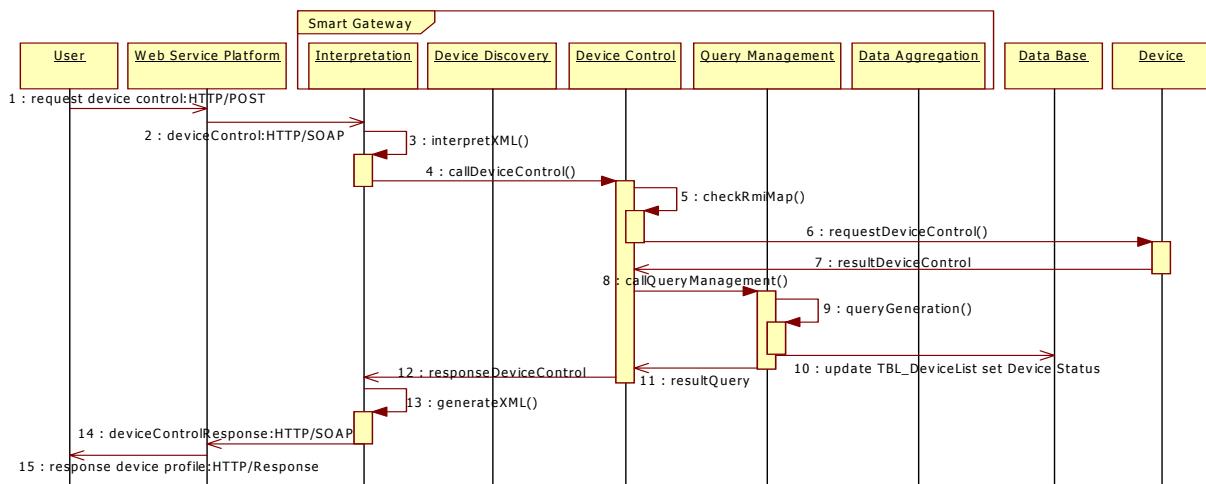 Smart Gateway
User
Web Service Platform
Interpretation
Device Discovery
Device Control
Query Management
Data Aggregation
Data Base
Device
1 : request device control:HTTP/POST
2 : deviceControl:HTTP/SOAP
3 : interpretXML()
4 : callDeviceControl()
5 : checkRmiMap()
6 : requestDeviceControl()
7 : resultDeviceControl
8 : callQueryManagement()
9 : queryGeneration()
10 : update TBL_DeviceList set Device Status
11 : resultQuery
12 : responseDeviceControl
13 : generateXML()
14 : deviceControlResponse:HTTP/SOAP
15 : response device profile:HTTP/Response